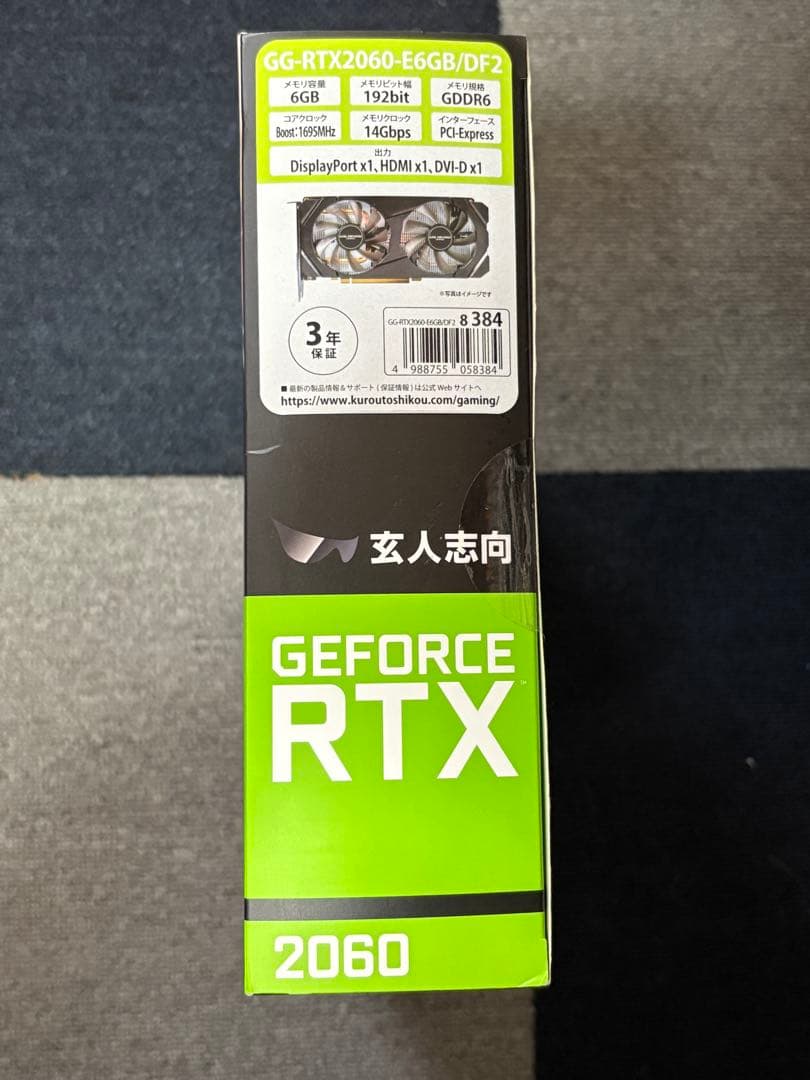 GG-RTX2060-E6GB/DF2
メモリ容量 メモリビット幅 メモリ規格
6GB 192bit GDDR6
コアクロック メモリクロック インターフェース
Boost:1695MHz 14Gbps PCI-Express
出力
DisplayPort x1、HDMI x1、DVI-D x1
※写真はイメージです
3年
保証
GG-RTX2060-E6GB/DF2 8 384
4 988755 058384
■ 最新の製品情報&サポート(保証情報)は公式Webサイトへ
https://www.kuroutoshikou.com/gaming/
玄人志向
GEFORCE
RTX™
2060